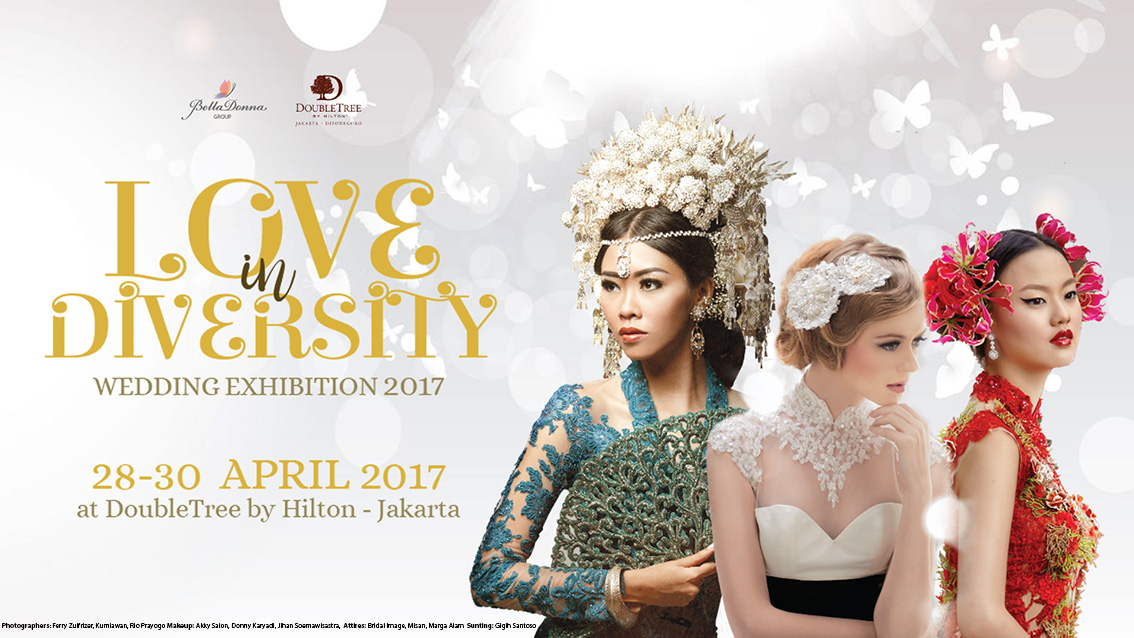 BellaDonna
GROUP
DOUBLETREE
BY HILTON
JAKARTA - DIPONEGORO
LOVE
in
DIVERSITY
WEDDING EXHIBITION 2017
28-30 APRIL 2017
at DoubleTree by Hilton - Jakarta
Photographers: Ferry Zulfrizer, Kurniawan, Rio Prayogo Makeup: Akky Salon, Donny Karyadi, Jihan Soemawisastra, Attires: Bridal Image, Misan, Marga Alam Sunting: Gigih Santoso